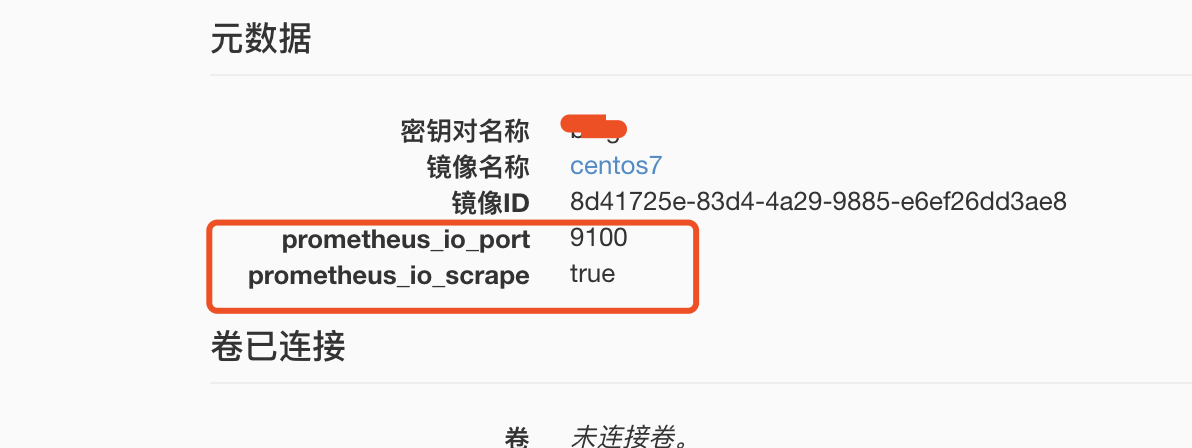 元数据
密钥对名称
镜像名称 centos7
镜像ID 8d41725e-83d4-4a29-9885-e6ef26dd3ae8
prometheus_io_port 9100
prometheus_io_scrape true
卷已连接
卷 未连接卷。